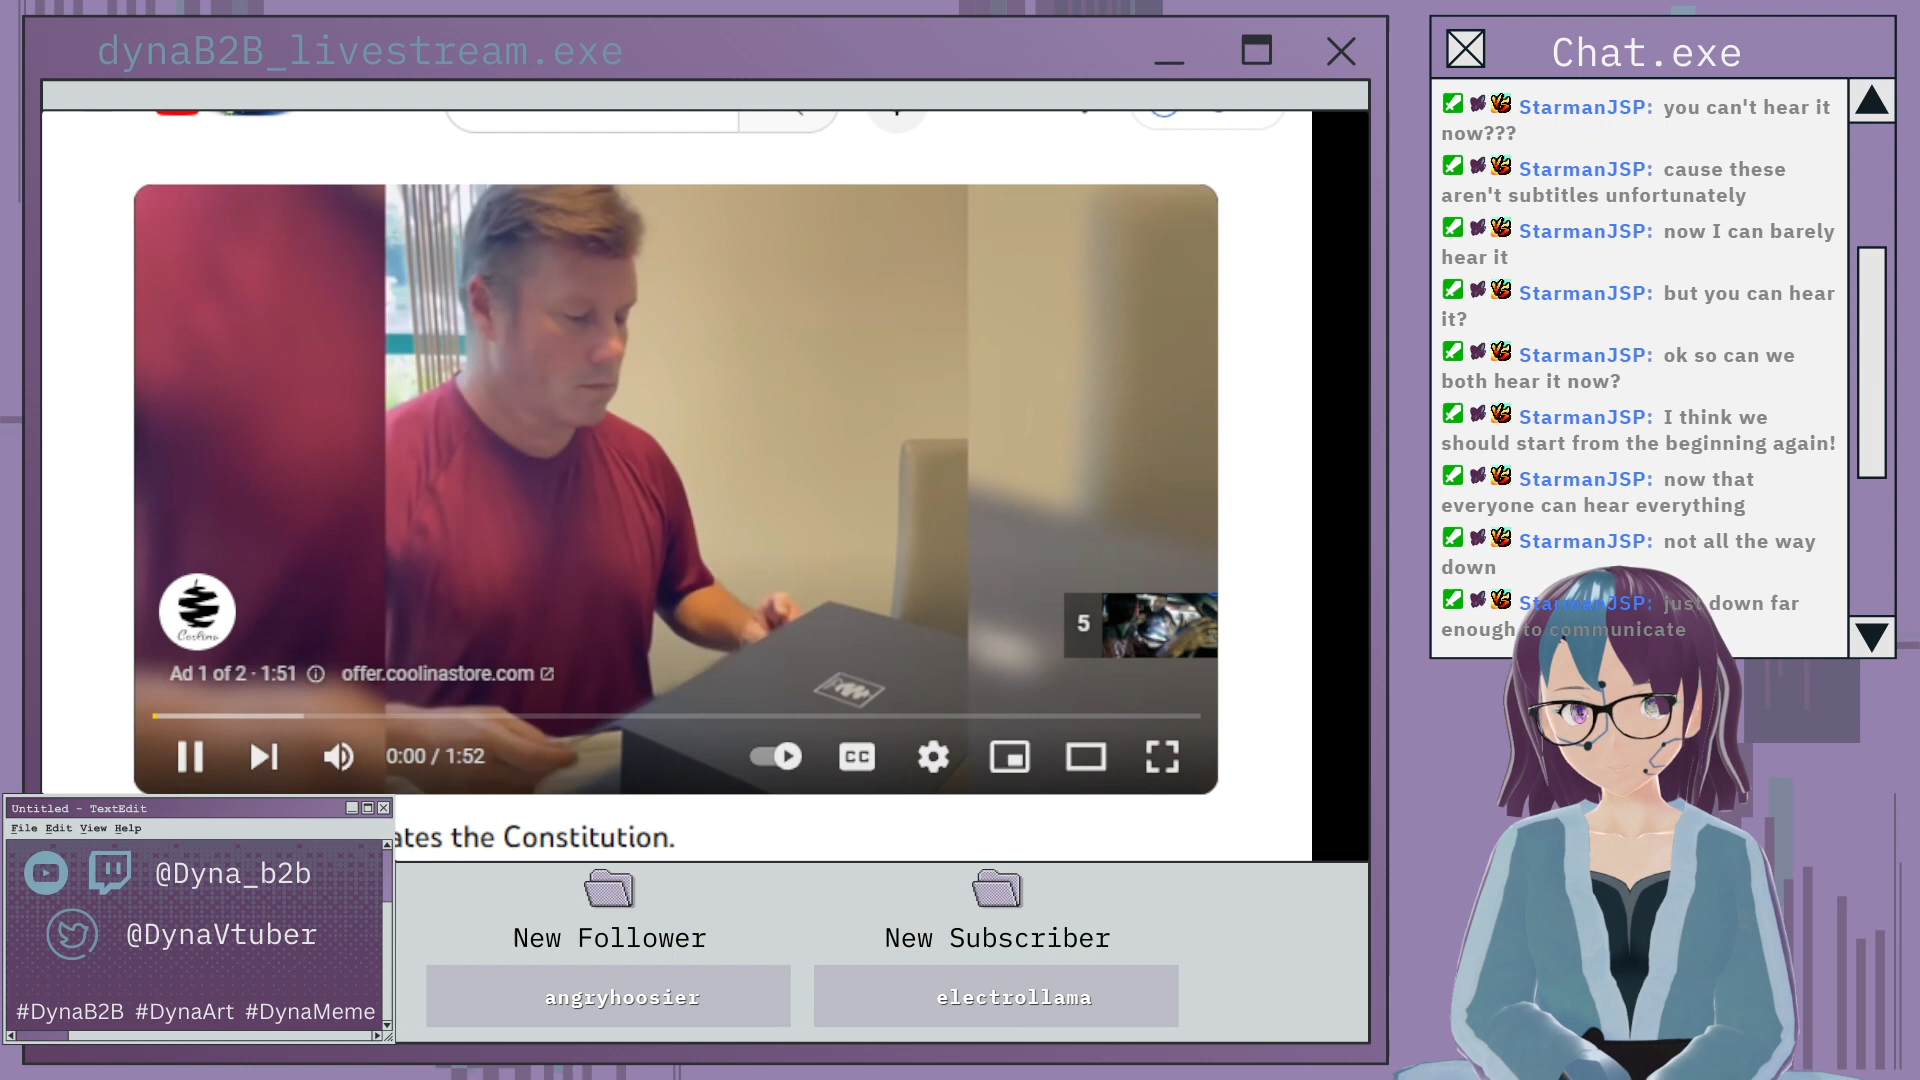 dynaB2B_livestream.exe
Coolina
Ad 1 of 2 · 1:51
offer.coolinastore.com
5
0:00 / 1:52
CC
ates the Constitution.
Untitled - TextEdit
File Edit View Help
@Dyna_b2b
@DynaVtuber
#DynaB2B #DynaArt #DynaMeme
New Follower
angryhoosier
New Subscriber
electrollama
Chat.exe
StarmanJSP: you can't hear it
now???
StarmanJSP: cause these
aren't subtitles unfortunately
StarmanJSP: now I can barely
hear it
StarmanJSP: but you can hear
it?
StarmanJSP: ok so can we
both hear it now?
StarmanJSP: I think we
should start from the beginning again!
StarmanJSP: now that
everyone can hear everything
StarmanJSP: not all the way
down
StarmanJSP: just down far
enough to communicate